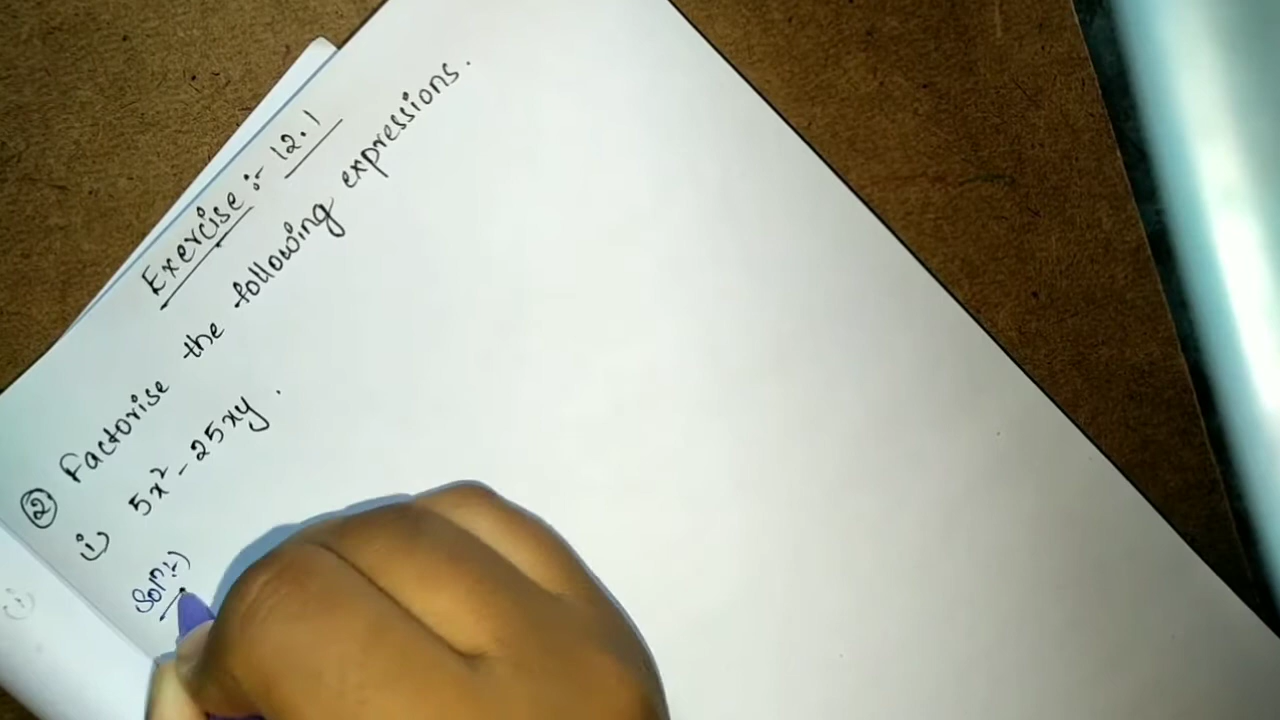 Exercise :- 12.1
② Factorise the following expressions.
(i) 5x² - 25xy.
Solⁿ:-)
(i)